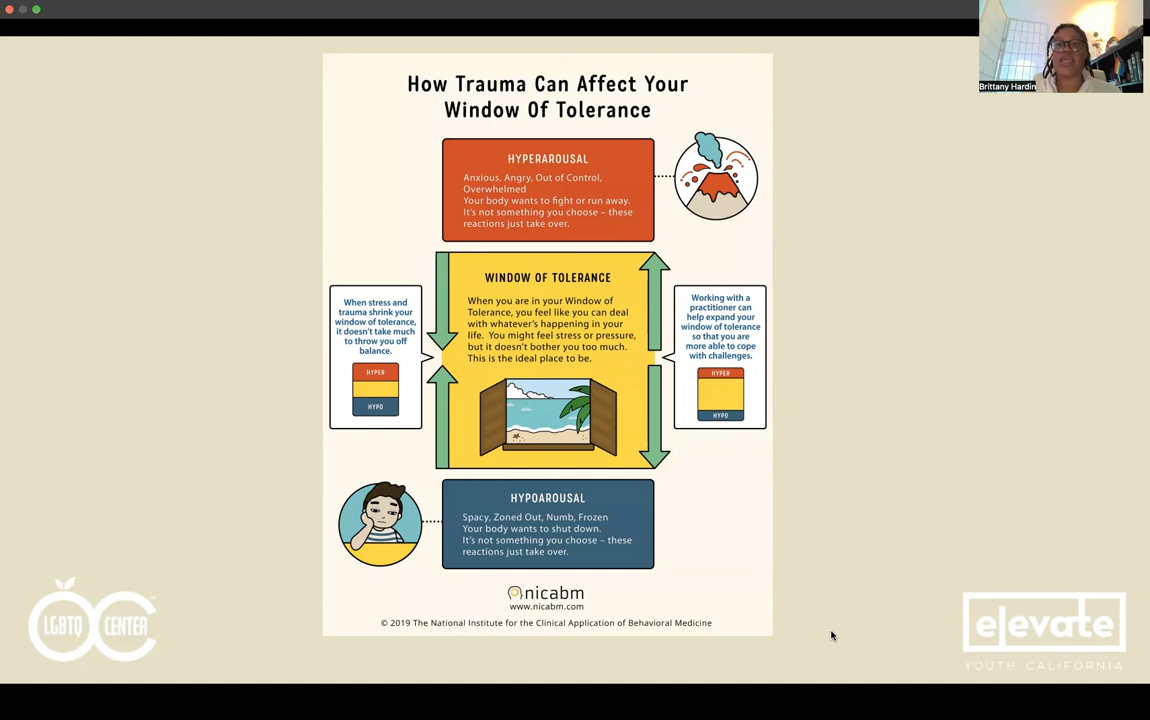 Brittany Hardin
How Trauma Can Affect Your
Window Of Tolerance
HYPERAROUSAL
Anxious, Angry, Out of Control,
Overwhelmed
Your body wants to fight or run away.
It's not something you choose – these
reactions just take over.
WINDOW OF TOLERANCE
When you are in your Window of
Tolerance, you feel like you can deal
with whatever's happening in your
life. You might feel stress or pressure,
but it doesn't bother you too much.
This is the ideal place to be.
When stress and
trauma shrink your
window of tolerance,
it doesn't take much
to throw you off
balance.
HYPER
HYPO
Working with a
practitioner can
help expand your
window of tolerance
so that you are
more able to cope
with challenges.
HYPER
HYPO
HYPOAROUSAL
Spacy, Zoned Out, Numb, Frozen
Your body wants to shut down.
It's not something you choose – these
reactions just take over.
nicabm
www.nicabm.com
© 2019 The National Institute for the Clinical Application of Behavioral Medicine
LGBTQ CENTER
OC
elevate
YOUTH CALIFORNIA